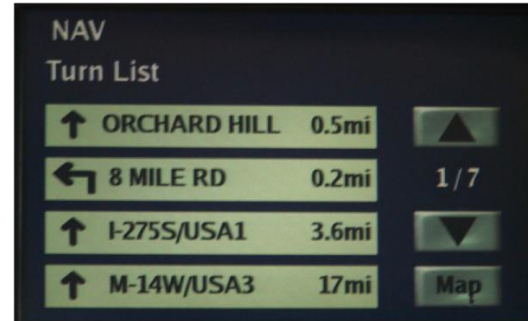 NAV
Turn List
ORCHARD HILL 0.5mi
8 MILE RD 0.2mi
1/7
I-275S/USA1 3.6mi
M-14W/USA3 17mi
Map